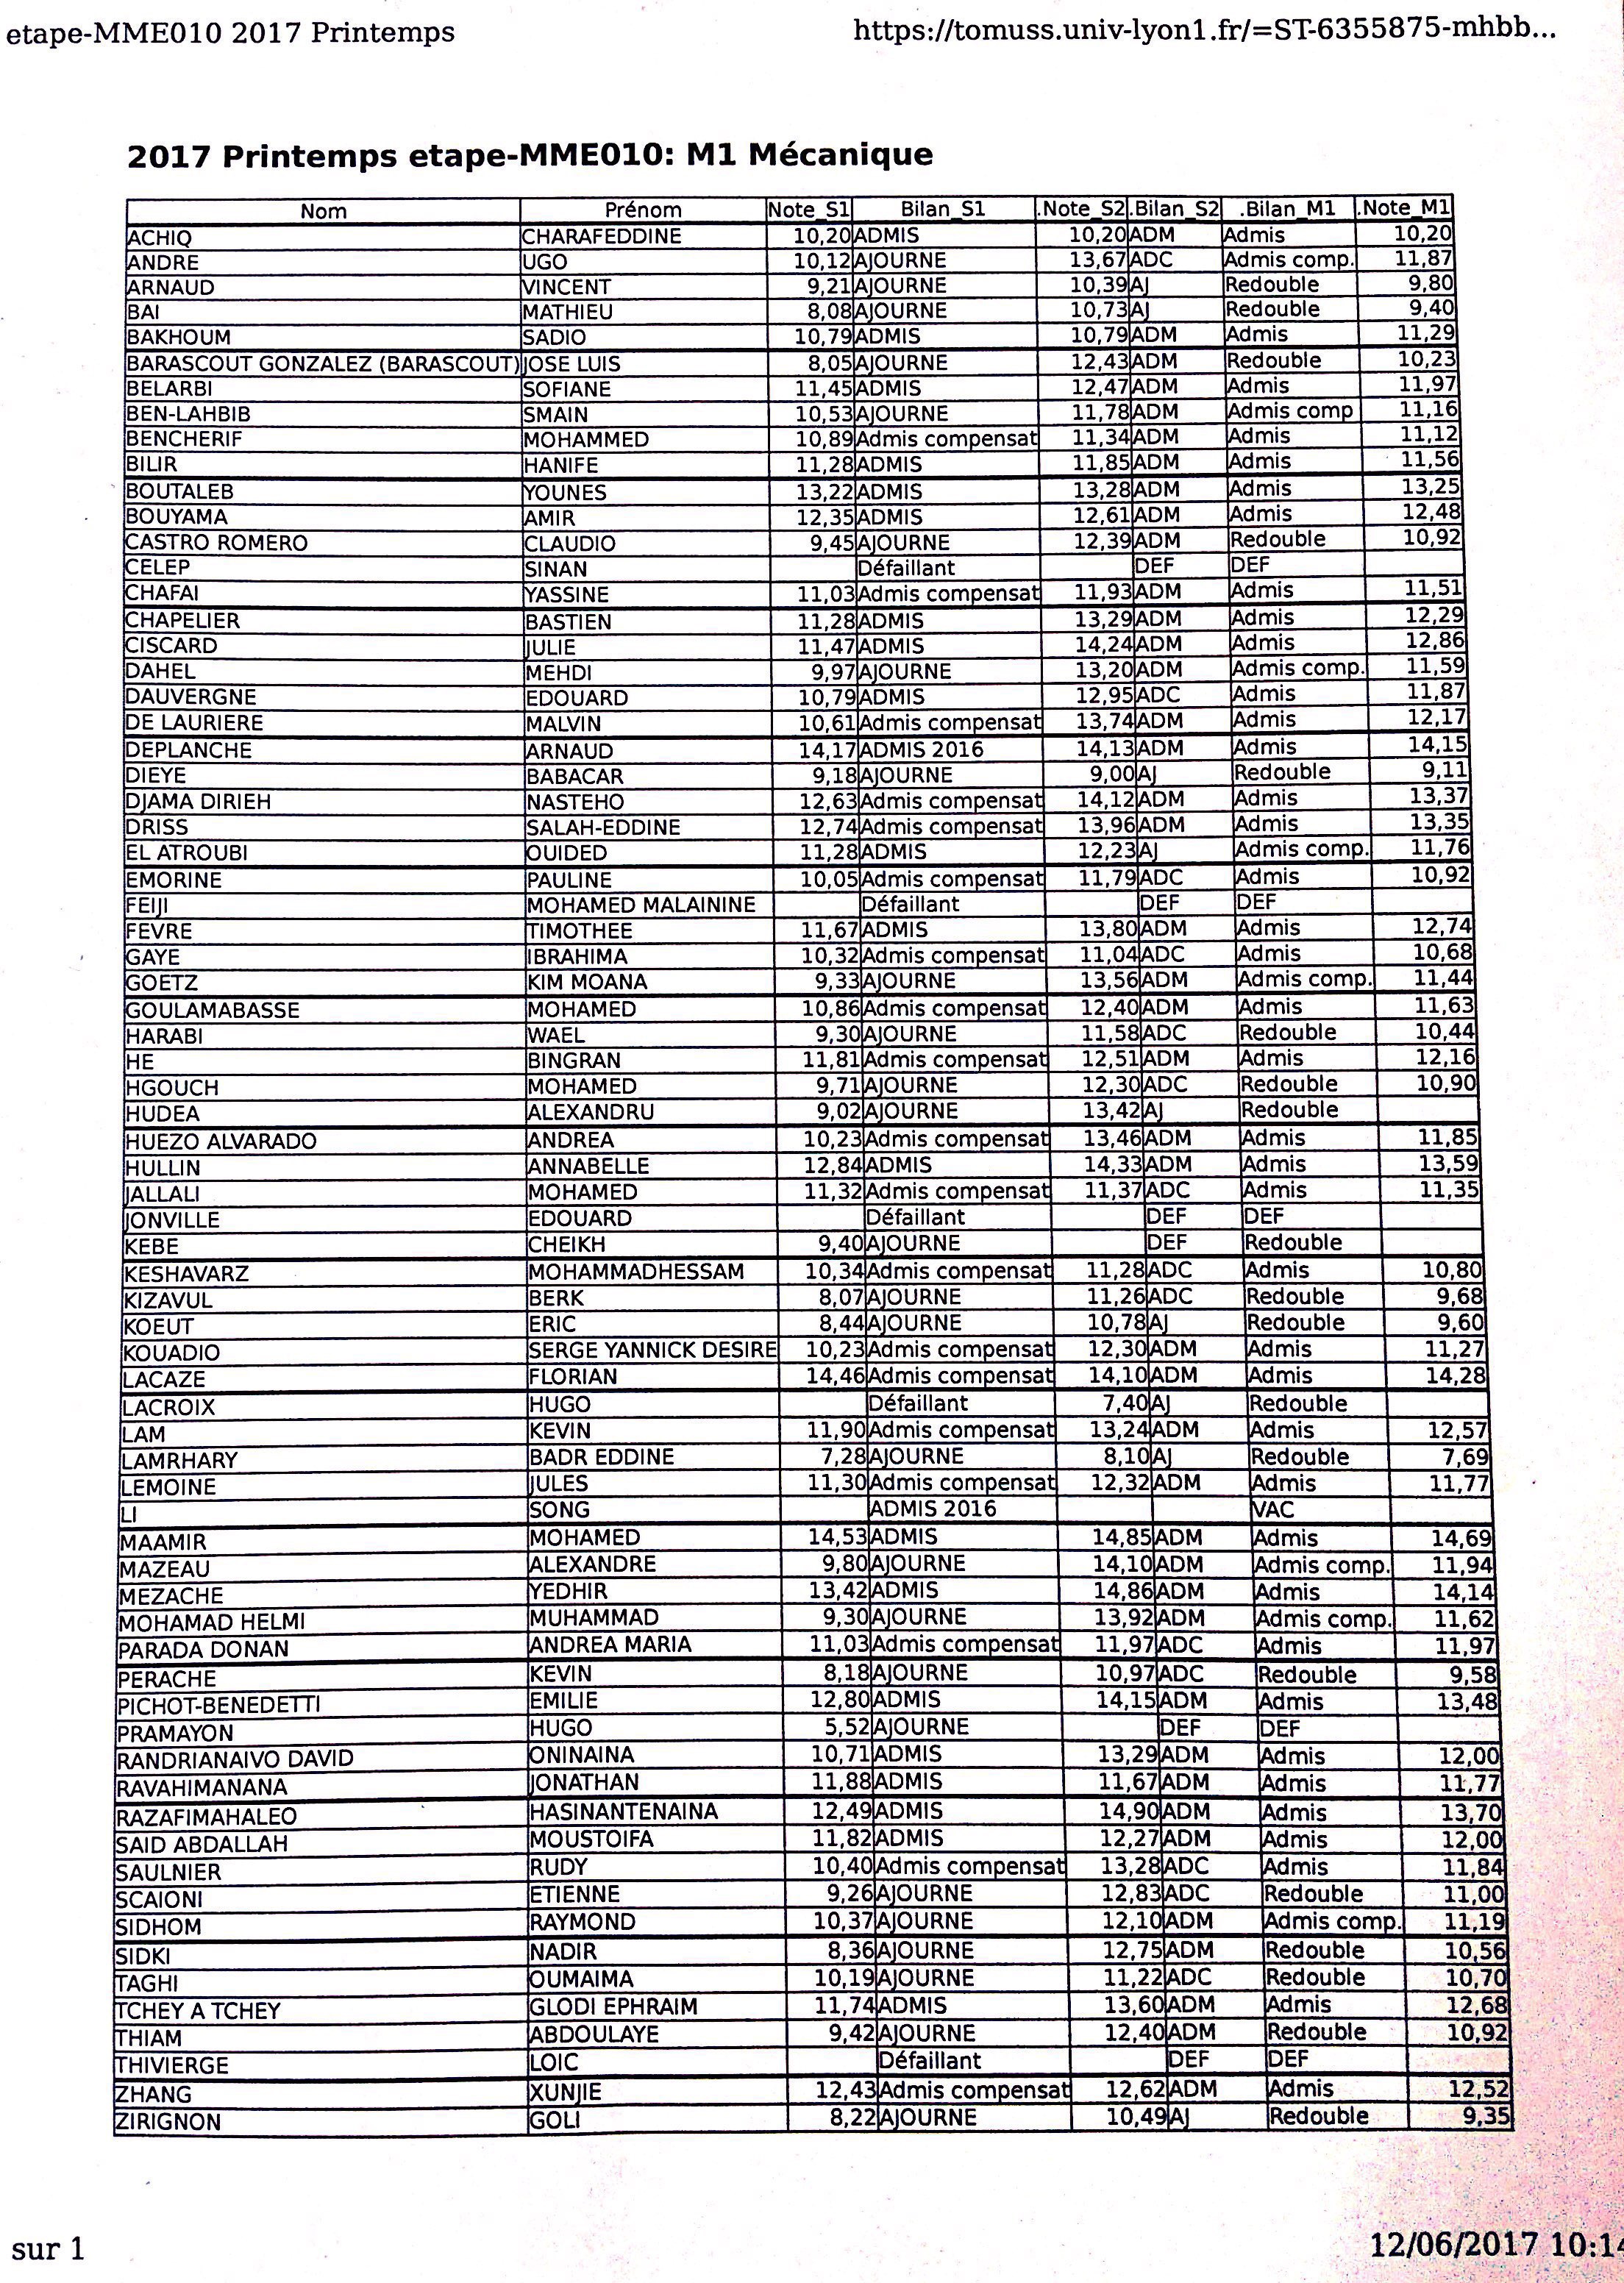 etape-MME010 2017 Printemps https://tomuss.univ-lyon1.fr/=ST-6355875-mhbb...
2017 Printemps etape-MME010: M1 Mécanique
Nom Prénom Note_S1 Bilan_S1 .Note_S2 .Bilan_S2 .Bilan_M1 .Note_M1
ACHIQ CHARAFEDDINE 10,20 ADMIS 10,20 ADM Admis 10,20
ANDRE UGO 10,12 AJOURNE 13,67 ADC Admis comp. 11,87
ARNAUD VINCENT 9,21 AJOURNE 10,39 AJ Redouble 9,80
BAI MATHIEU 8,08 AJOURNE 10,73 AJ Redouble 9,40
BAKHOUM SADIO 10,79 ADMIS 10,79 ADM Admis 11,29
BARASCOUT GONZALEZ (BARASCOUT) JOSE LUIS 8,05 AJOURNE 12,43 ADM Redouble 10,23
BELARBI SOFIANE 11,45 ADMIS 12,47 ADM Admis 11,97
BEN-LAHBIB SMAIN 10,53 AJOURNE 11,78 ADM Admis comp 11,16
BENCHERIF MOHAMMED 10,89 Admis compensat 11,34 ADM Admis 11,12
BILIR HANIFE 11,28 ADMIS 11,85 ADM Admis 11,56
BOUTALEB YOUNES 13,22 ADMIS 13,28 ADM Admis 13,25
BOUYAMA AMIR 12,35 ADMIS 12,61 ADM Admis 12,48
CASTRO ROMERO CLAUDIO 9,45 AJOURNE 12,39 ADM Redouble 10,92
CELEP SINAN Défaillant DEF DEF
CHAFAI YASSINE 11,03 Admis compensat 11,93 ADM Admis 11,51
CHAPELIER BASTIEN 11,28 ADMIS 13,29 ADM Admis 12,29
CISCARD JULIE 11,47 ADMIS 14,24 ADM Admis 12,86
DAHEL MEHDI 9,97 AJOURNE 13,20 ADM Admis comp. 11,59
DAUVERGNE EDOUARD 10,79 ADMIS 12,95 ADC Admis 11,87
DE LAURIERE MALVIN 10,61 Admis compensat 13,74 ADM Admis 12,17
DEPLANCHE ARNAUD 14,17 ADMIS 2016 14,13 ADM Admis 14,15
DIEYE BABACAR 9,18 AJOURNE 9,00 AJ Redouble 9,11
DJAMA DIRIEH NASTEHO 12,63 Admis compensat 14,12 ADM Admis 13,37
DRISS SALAH-EDDINE 12,74 Admis compensat 13,96 ADM Admis 13,35
EL ATROUBI OUIDED 11,28 ADMIS 12,23 AJ Admis comp. 11,76
EMORINE PAULINE 10,05 Admis compensat 11,79 ADC Admis 10,92
FEIJI MOHAMED MALAININE Défaillant DEF DEF
FEVRE TIMOTHEE 11,67 ADMIS 13,80 ADM Admis 12,74
GAYE IBRAHIMA 10,32 Admis compensat 11,04 ADC Admis 10,68
GOETZ KIM MOANA 9,33 AJOURNE 13,56 ADM Admis comp. 11,44
GOULAMABASSE MOHAMED 10,86 Admis compensat 12,40 ADM Admis 11,63
HARABI WAEL 9,30 AJOURNE 11,58 ADC Redouble 10,44
HE BINGRAN 11,81 Admis compensat 12,51 ADM Admis 12,16
HGOUCH MOHAMED 9,71 AJOURNE 12,30 ADC Redouble 10,90
HUDEA ALEXANDRU 9,02 AJOURNE 13,42 AJ Redouble
HUEZO ALVARADO ANDREA 10,23 Admis compensat 13,46 ADM Admis 11,85
HULLIN ANNABELLE 12,84 ADMIS 14,33 ADM Admis 13,59
JALLALI MOHAMED 11,32 Admis compensat 11,37 ADC Admis 11,35
JONVILLE EDOUARD Défaillant DEF DEF
KEBE CHEIKH 9,40 AJOURNE DEF Redouble
KESHAVARZ MOHAMMADHESSAM 10,34 Admis compensat 11,28 ADC Admis 10,80
KIZAVUL BERK 8,07 AJOURNE 11,26 ADC Redouble 9,68
KOEUT ERIC 8,44 AJOURNE 10,78 AJ Redouble 9,60
KOUADIO SERGE YANNICK DESIRE 10,23 Admis compensat 12,30 ADM Admis 11,27
LACAZE FLORIAN 14,46 Admis compensat 14,10 ADM Admis 14,28
LACROIX HUGO Défaillant 7,40 AJ Redouble
LAM KEVIN 11,90 Admis compensat 13,24 ADM Admis 12,57
LAMRHARY BADR EDDINE 7,28 AJOURNE 8,10 AJ Redouble 7,69
LEMOINE JULES 11,30 Admis compensat 12,32 ADM Admis 11,77
LI SONG ADMIS 2016 VAC
MAAMIR MOHAMED 14,53 ADMIS 14,85 ADM Admis 14,69
MAZEAU ALEXANDRE 9,80 AJOURNE 14,10 ADM Admis comp. 11,94
MEZACHE YEDHIR 13,42 ADMIS 14,86 ADM Admis 14,14
MOHAMAD HELMI MUHAMMAD 9,30 AJOURNE 13,92 ADM Admis comp. 11,62
PARADA DONAN ANDREA MARIA 11,03 Admis compensat 11,97 ADC Admis 11,97
PERACHE KEVIN 8,18 AJOURNE 10,97 ADC Redouble 9,58
PICHOT-BENEDETTI EMILIE 12,80 ADMIS 14,15 ADM Admis 13,48
PRAMAYON HUGO 5,52 AJOURNE DEF DEF
RANDRIANAIVO DAVID ONINAINA 10,71 ADMIS 13,29 ADM Admis 12,00
RAVAHIMANANA JONATHAN 11,88 ADMIS 11,67 ADM Admis 11,77
RAZAFIMAHALEO HASINANTENAINA 12,49 ADMIS 14,90 ADM Admis 13,70
SAID ABDALLAH MOUSTOIFA 11,82 ADMIS 12,27 ADM Admis 12,00
SAULNIER RUDY 10,40 Admis compensat 13,28 ADC Admis 11,84
SCAIONI ETIENNE 9,26 AJOURNE 12,83 ADC Redouble 11,00
SIDHOM RAYMOND 10,37 AJOURNE 12,10 ADM Admis comp. 11,19
SIDKI NADIR 8,36 AJOURNE 12,75 ADM Redouble 10,56
TAGHI OUMAIMA 10,19 AJOURNE 11,22 ADC Redouble 10,70
TCHEY A TCHEY GLODI EPHRAIM 11,74 ADMIS 13,60 ADM Admis 12,68
THIAM ABDOULAYE 9,42 AJOURNE 12,40 ADM Redouble 10,92
THIVIERGE LOIC Défaillant DEF DEF
ZHANG XUNJIE 12,43 Admis compensat 12,62 ADM Admis 12,52
ZIRIGNON GOLI 8,22 AJOURNE 10,49 AJ Redouble 9,35
sur 1 12/06/2017 10:14